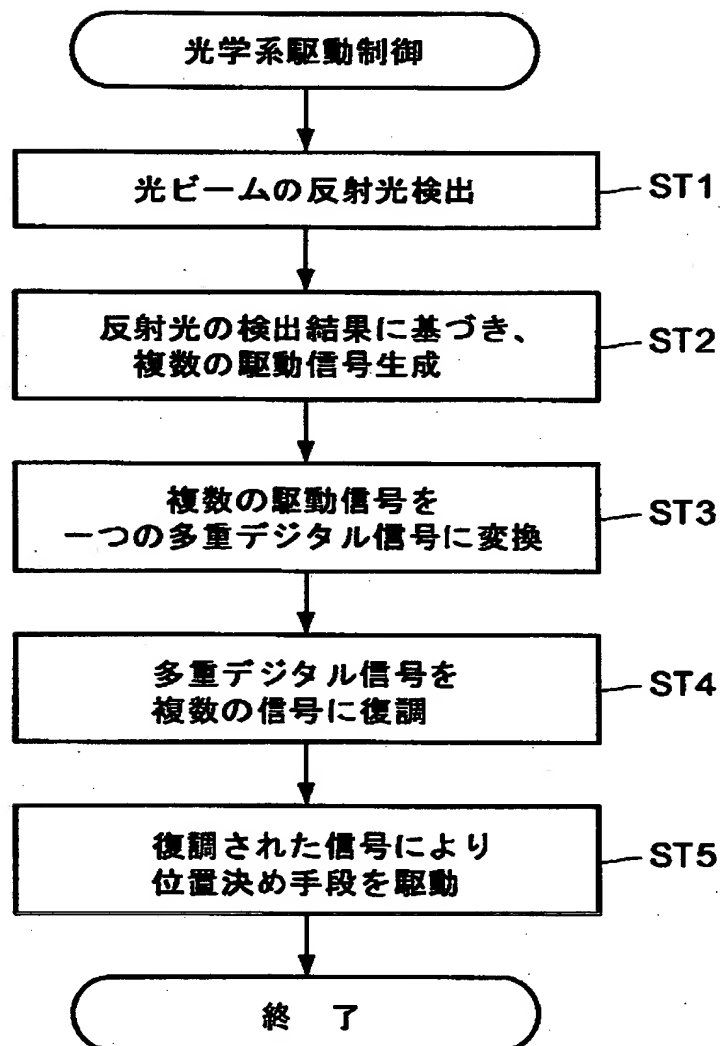 光学系駆動制御
光ビームの反射光検出
ST1
反射光の検出結果に基づき、
複数の駆動信号生成
ST2
複数の駆動信号を
一つの多重デジタル信号に変換
ST3
多重デジタル信号を
複数の信号に復調
ST4
復調された信号により
位置決め手段を駆動
ST5
終 了